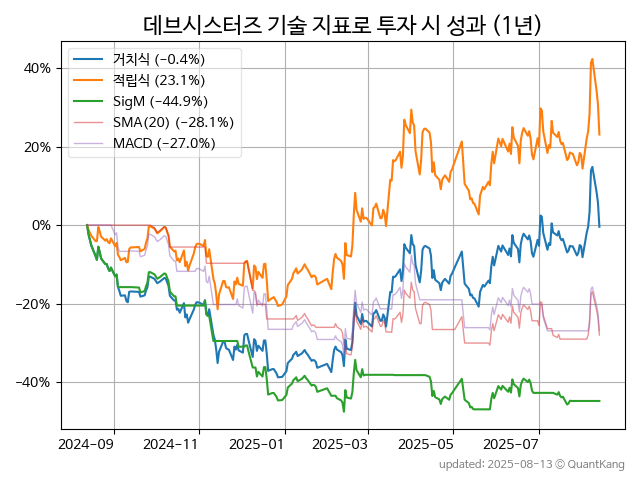 데브시스터즈 기술 지표로 투자 시 성과 (1년)
거치식 (−0.4%)
적립식 (23.1%)
SigM (−44.9%)
SMA(20) (−28.1%)
MACD (−27.0%)
40%
20%
0%
−20%
−40%
2024-09 2024-11 2025-01 2025-03 2025-05 2025-07
updated: 2025-08-13 © QuantKang